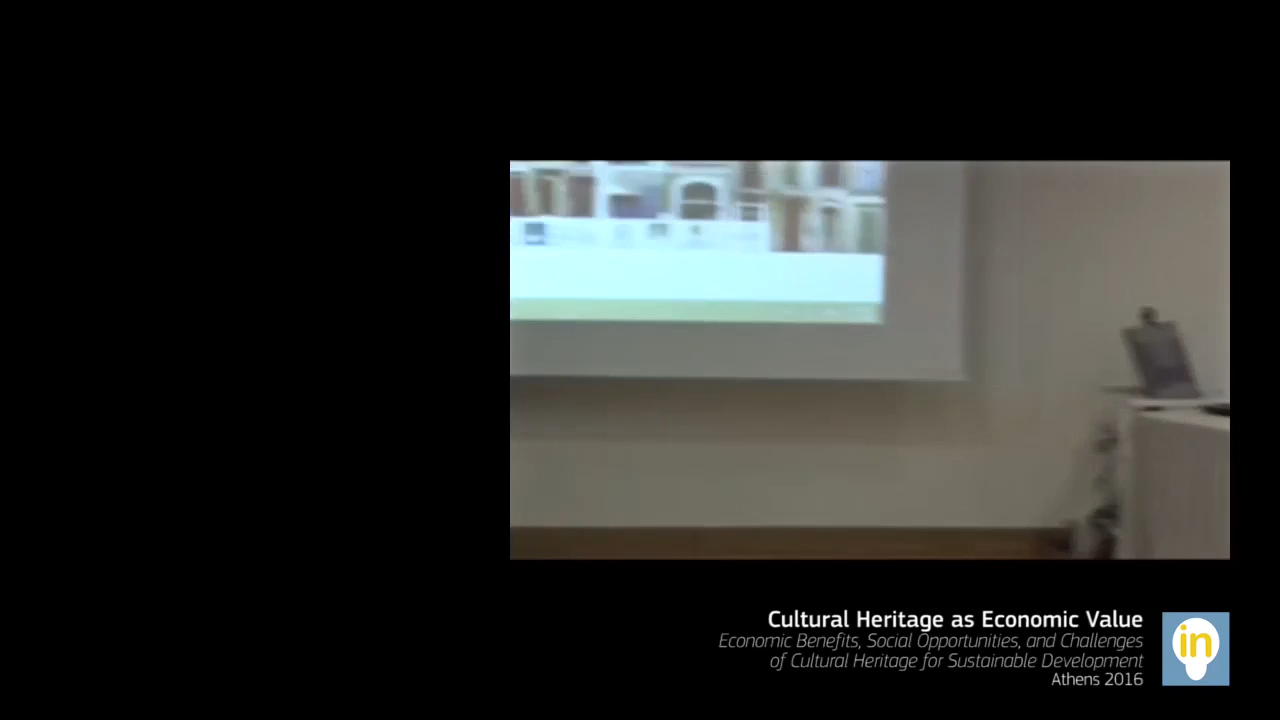 Cultural Heritage as Economic Value
Economic Benefits, Social Opportunities, and Challenges
of Cultural Heritage for Sustainable Development
Athens 2016
in